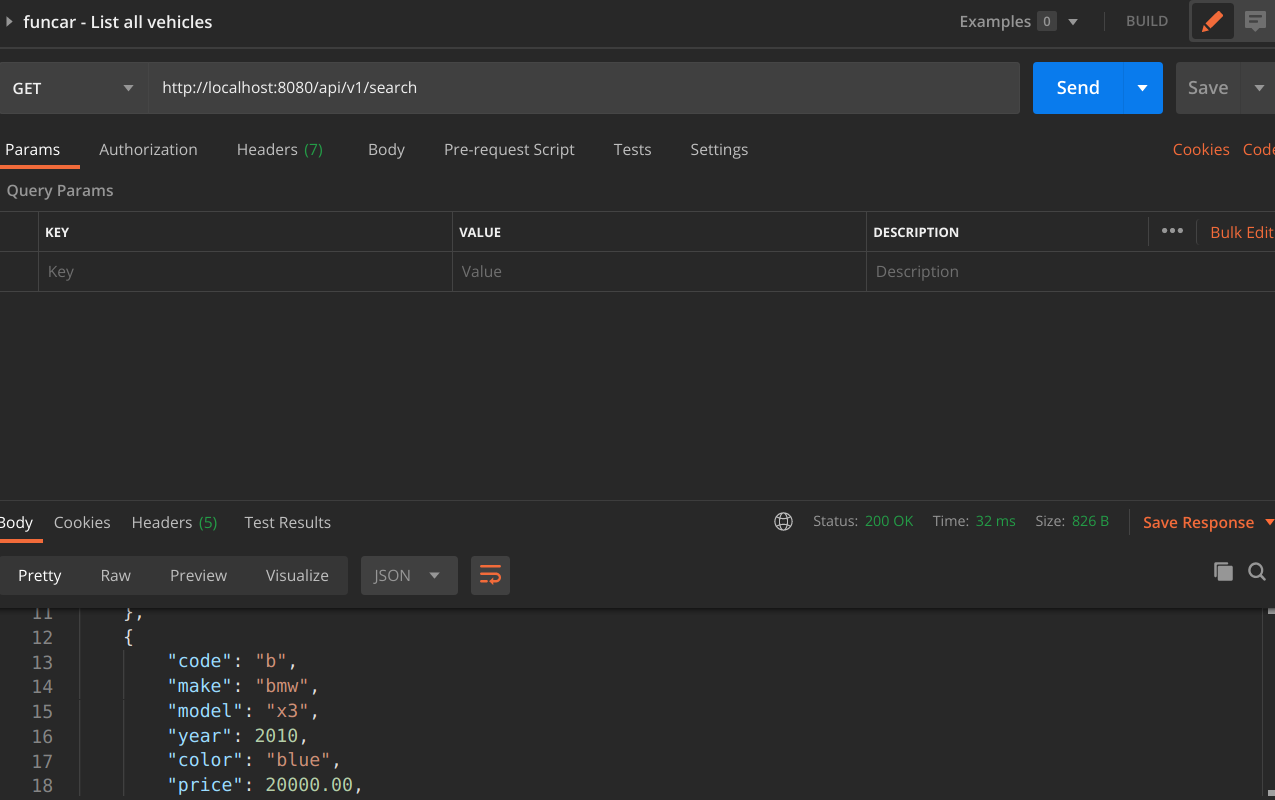 funcar - List all vehicles Examples 0 BUILD
GET http://localhost:8080/api/v1/search Send Save
Params Authorization Headers (7) Body Pre-request Script Tests Settings Cookies Code
Query Params
KEY VALUE DESCRIPTION ••• Bulk Edit
Key Value Description
Body Cookies Headers (5) Test Results Status: 200 OK Time: 32 ms Size: 826 B Save Response
Pretty Raw Preview Visualize JSON
11 },
12 {
13 "code": "b",
14 "make": "bmw",
15 "model": "x3",
16 "year": 2010,
17 "color": "blue",
18 "price": 20000.00,